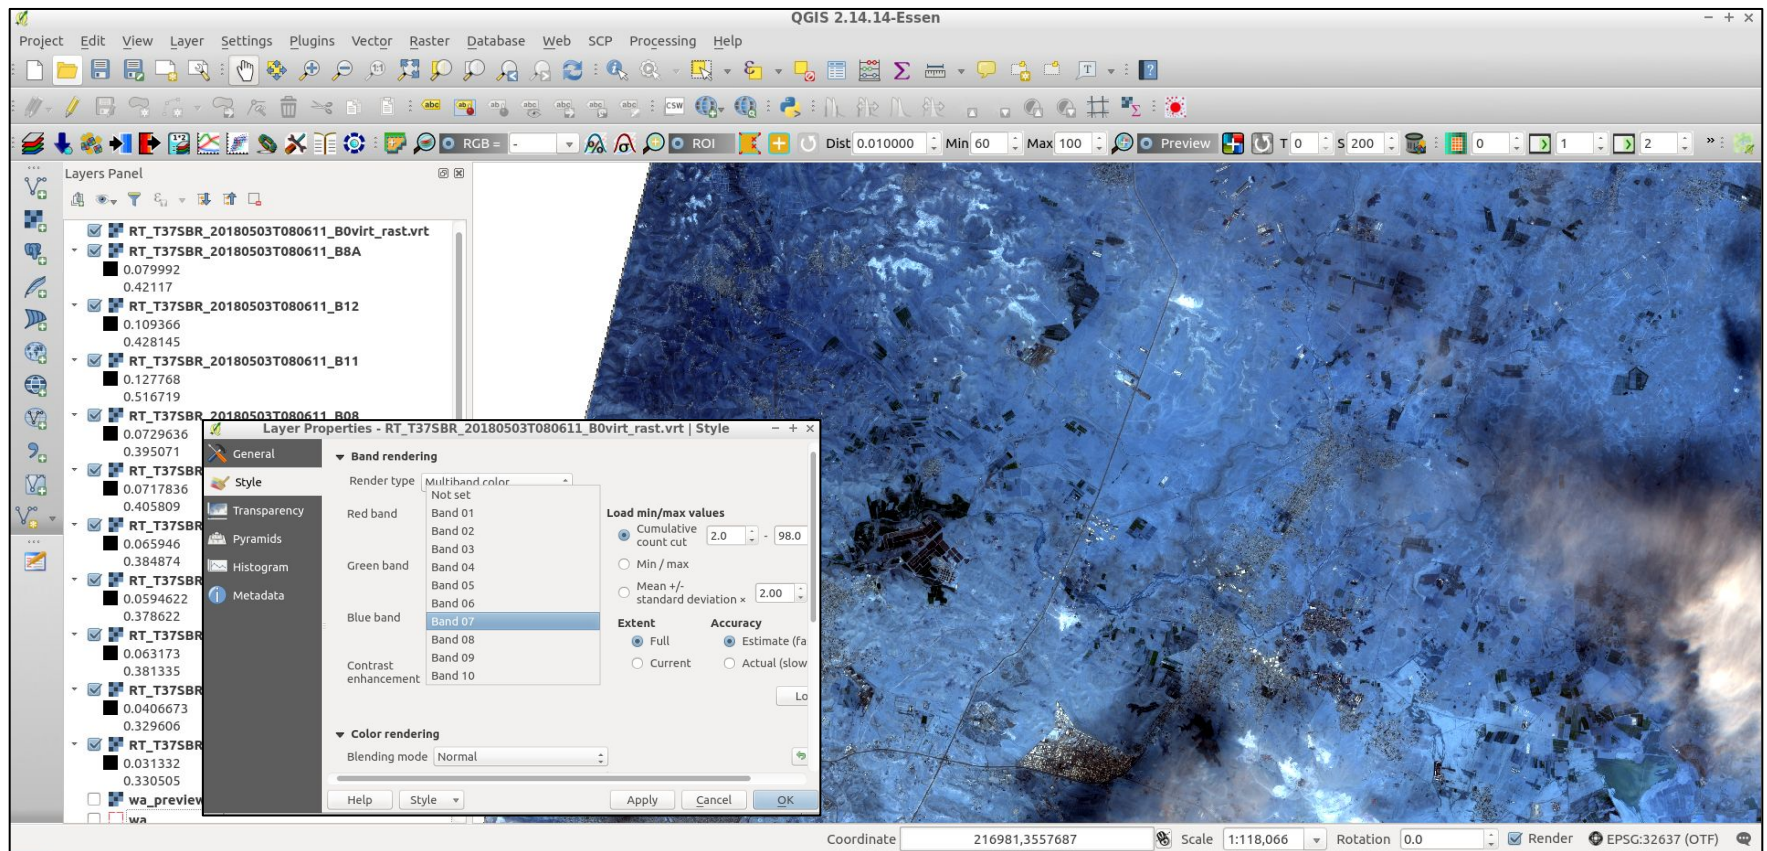 QGIS 2.14.14-Essen
Project Edit View Layer Settings Plugins Vector Raster Database Web SCP Processing Help
RGB = - ROI Dist 0.010000 Min 60 Max 100 Preview T 0 S 200 0 1 2 »
Layers Panel
RT_T37SBR_20180503T080611_B0virt_rast.vrt
RT_T37SBR_20180503T080611_B8A
0.079992
0.42117
RT_T37SBR_20180503T080611_B12
0.109366
0.428145
RT_T37SBR_20180503T080611_B11
0.127768
0.516719
RT_T37SBR_20180503T080611_B08
0.0729636
0.395071
RT_T37SBR
0.0717836
0.405809
RT_T37SBR
0.065946
0.384874
RT_T37SBR
0.0594622
0.378622
RT_T37SBR
0.063173
0.381335
RT_T37SBR
0.0406673
0.329606
RT_T37SBR
0.031332
0.330505
wa_preview
wa
Layer Properties - RT_T37SBR_20180503T080611_B0virt_rast.vrt | Style
General
Style
Transparency
Pyramids
Histogram
Metadata
Band rendering
Render type Multiband color
Red band
Green band
Blue band
Contrast
enhancement
Not set
Band 01
Band 02
Band 03
Band 04
Band 05
Band 06
Band 07
Band 08
Band 09
Band 10
Load min/max values
Cumulative
count cut 2.0 - 98.0
Min / max
Mean +/-
standard deviation × 2.00
Extent Accuracy
Full Estimate (fa
Current Actual (slow
Lo
Color rendering
Blending mode Normal
Help Style Apply Cancel OK
Coordinate 216981,3557687 Scale 1:118,066 Rotation 0.0 Render EPSG:32637 (OTF)